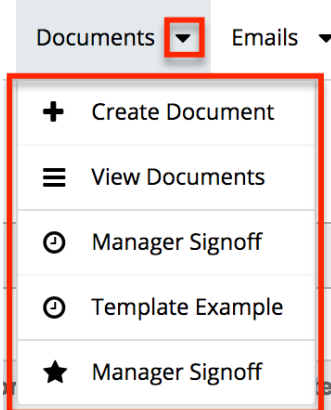 Documents Emails
Create Document
View Documents
Manager Signoff
Template Example
Manager Signoff